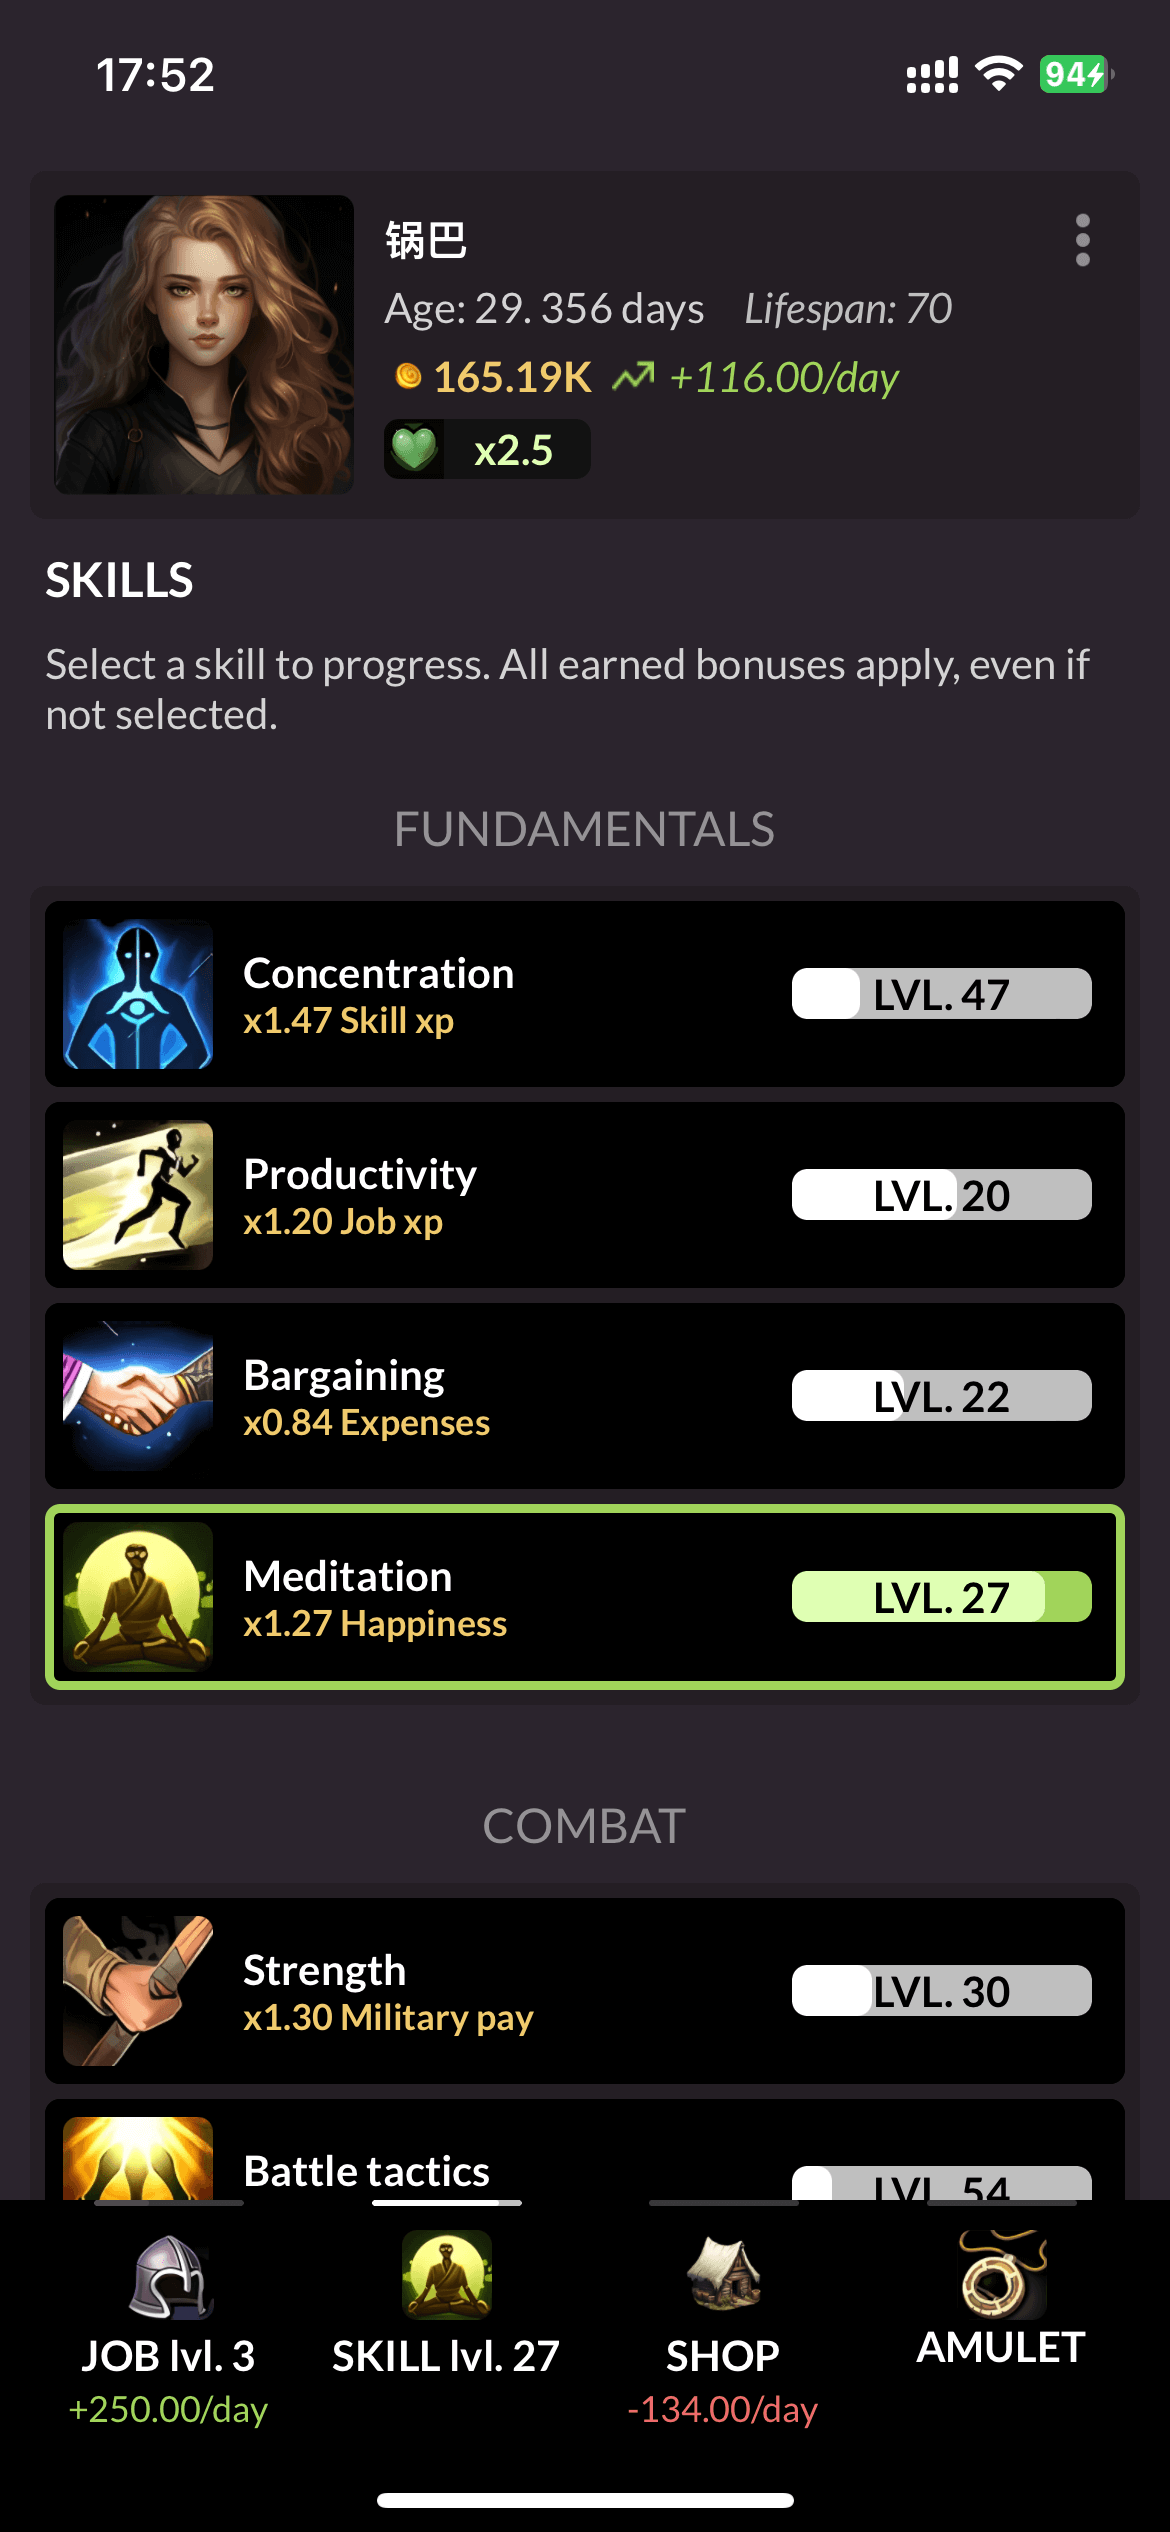 17:52
94
锅巴
Age: 29. 356 days Lifespan: 70
165.19K +116.00/day
x2.5
SKILLS
Select a skill to progress. All earned bonuses apply, even if
not selected.
FUNDAMENTALS
Concentration
x1.47 Skill xp
LVL. 47
Productivity
x1.20 Job xp
LVL. 20
Bargaining
x0.84 Expenses
LVL. 22
Meditation
x1.27 Happiness
LVL. 27
COMBAT
Strength
x1.30 Military pay
LVL. 30
Battle tactics
LVL. 54
JOB lvl. 3
+250.00/day
SKILL lvl. 27
SHOP
-134.00/day
AMULET